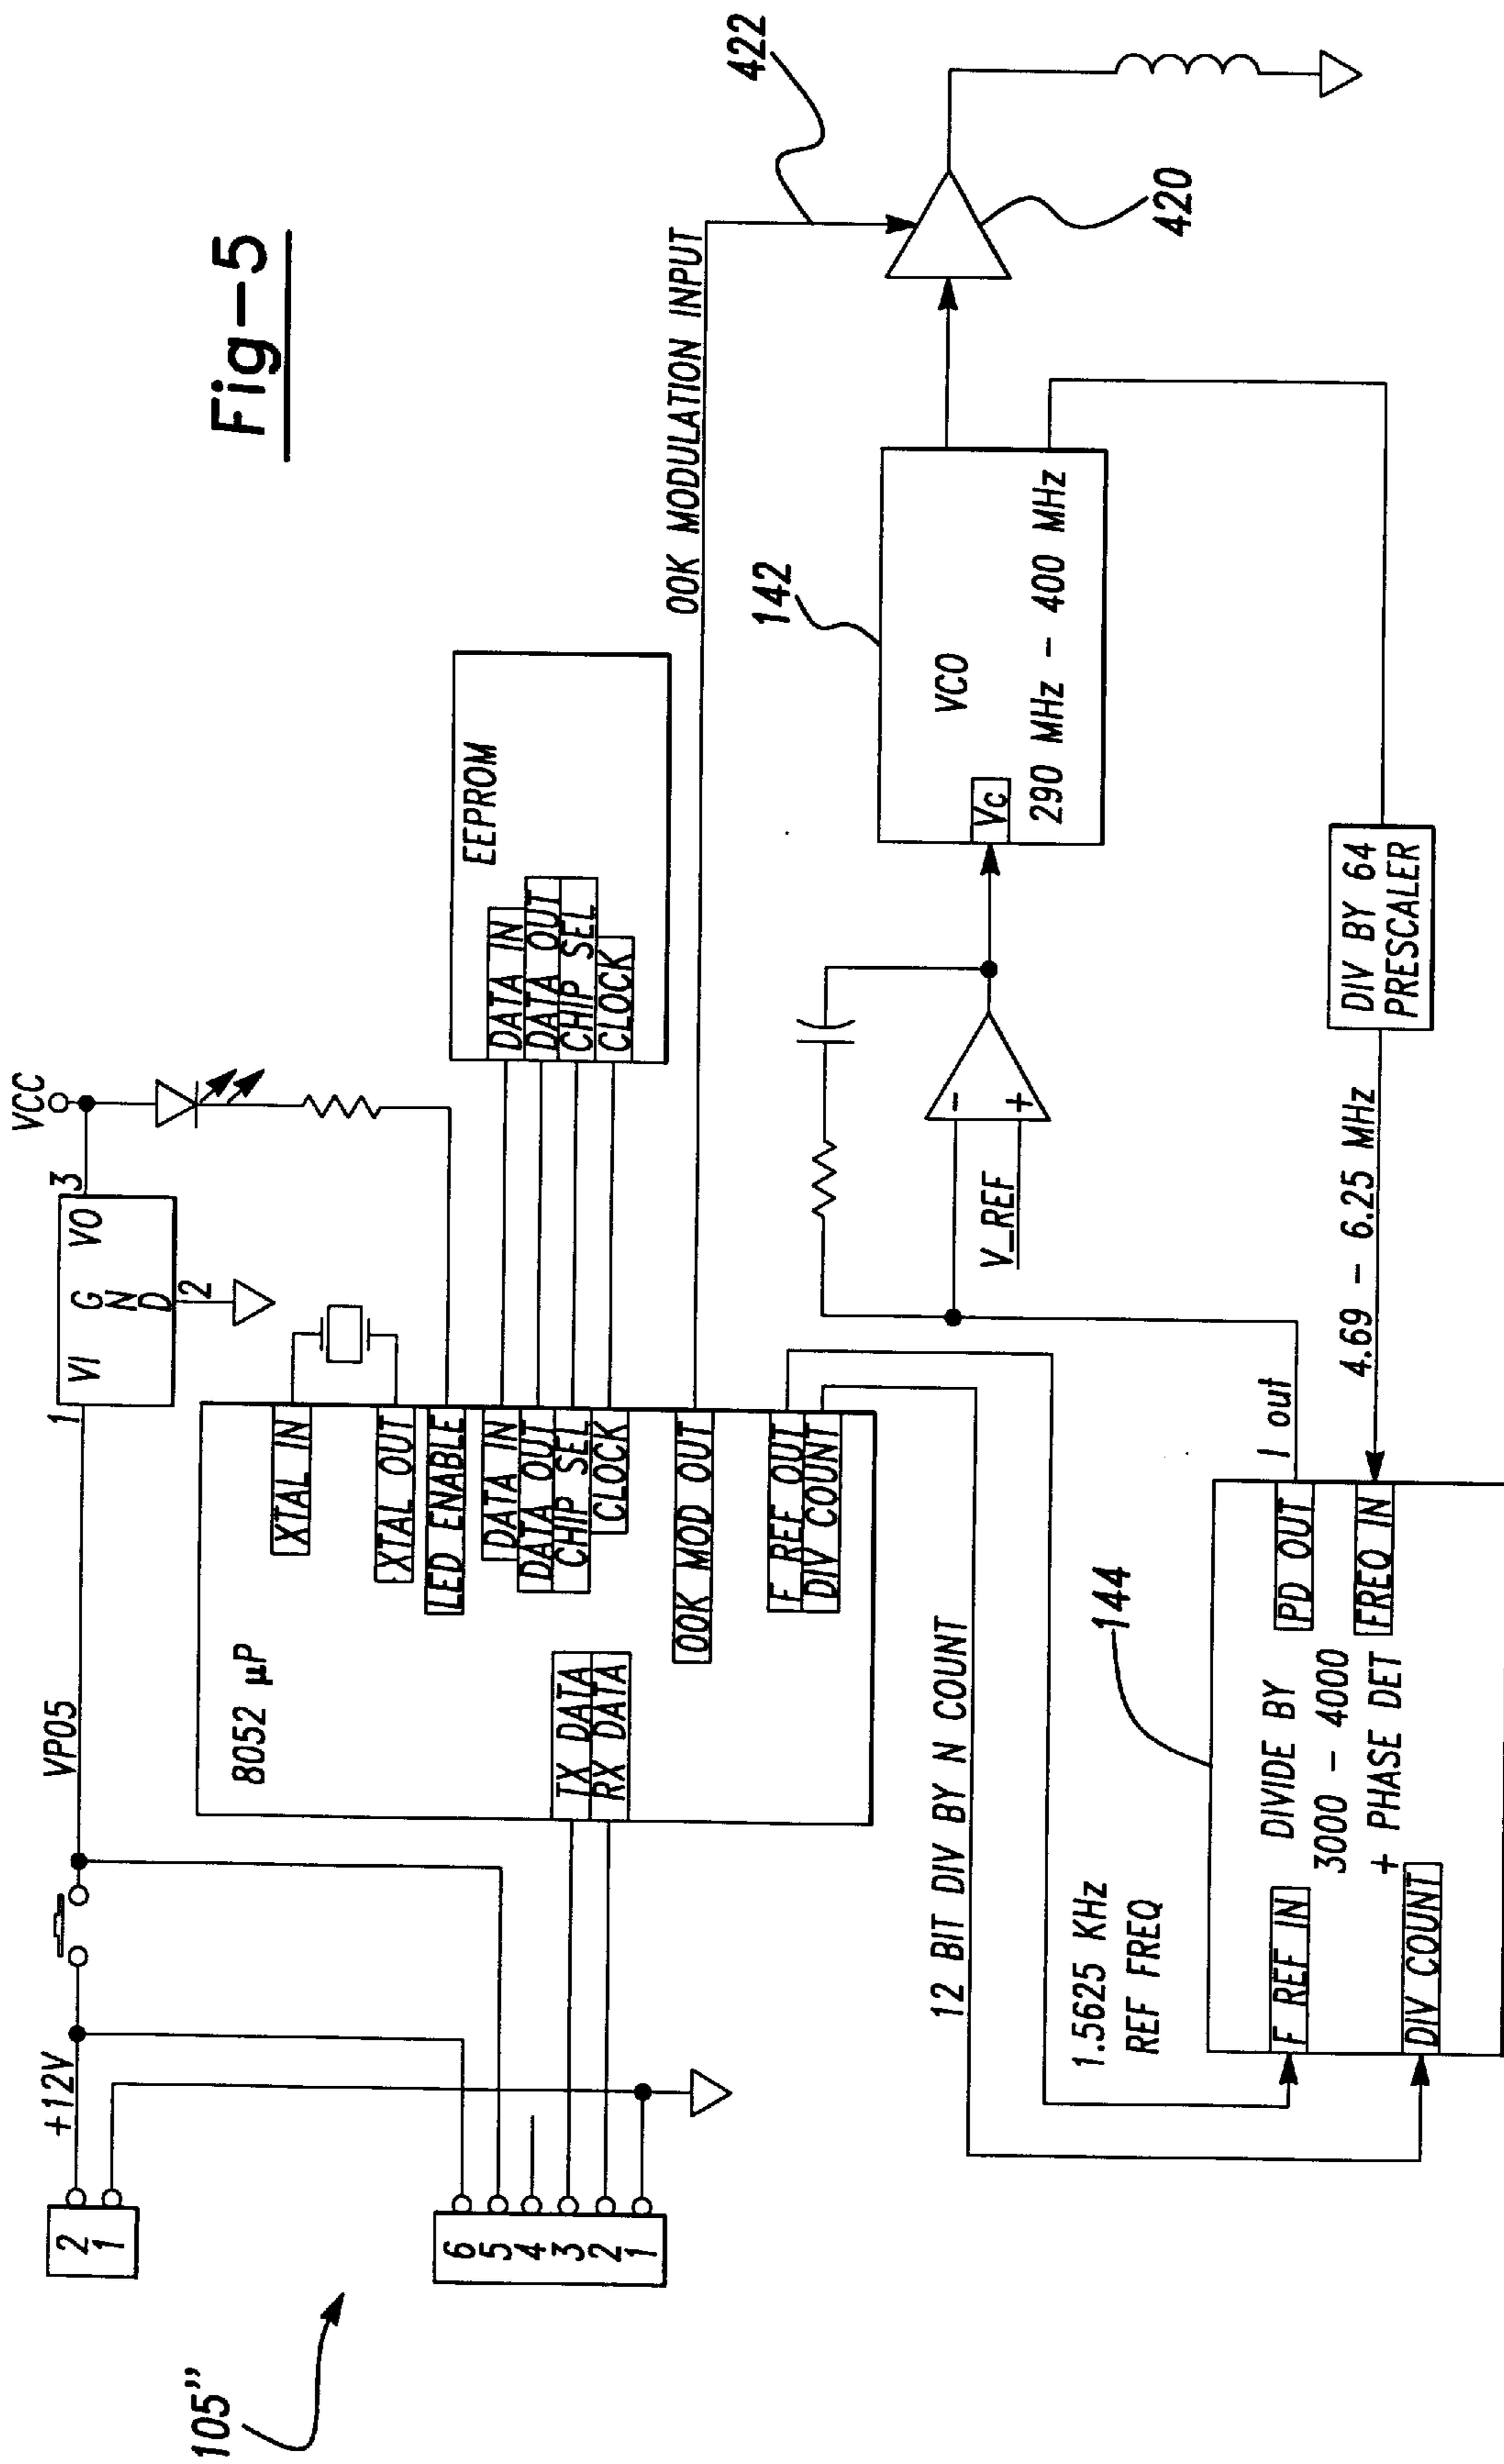 Fig-5
105"
2
1
+12V
VP05
1
VI
GND
VO
3
2
VCC
6
5
4
3
2
1
8052 µP
TX DATA
RX DATA
XTAL IN
XTAL OUT
LED ENABLE
DATA IN
DATA OUT
CHIP SEL
CLOCK
OOK MOD OUT
F REF OUT
DIV COUNT
EEPROM
DATA IN
DATA OUT
CHIP SEL
CLOCK
OOK MODULATION INPUT
422
420
142
VCO
Vc
290 MHz - 400 MHz
-
+
V_REF
12 BIT DIV BY N COUNT
1.5625 KHz
REF FREQ
144
F REF IN
DIV COUNT
DIVIDE BY
3000 - 4000
+ PHASE DET
PD OUT
FREQ IN
I out
4.69 - 6.25 MHz
DIV BY 64
PRESCALER